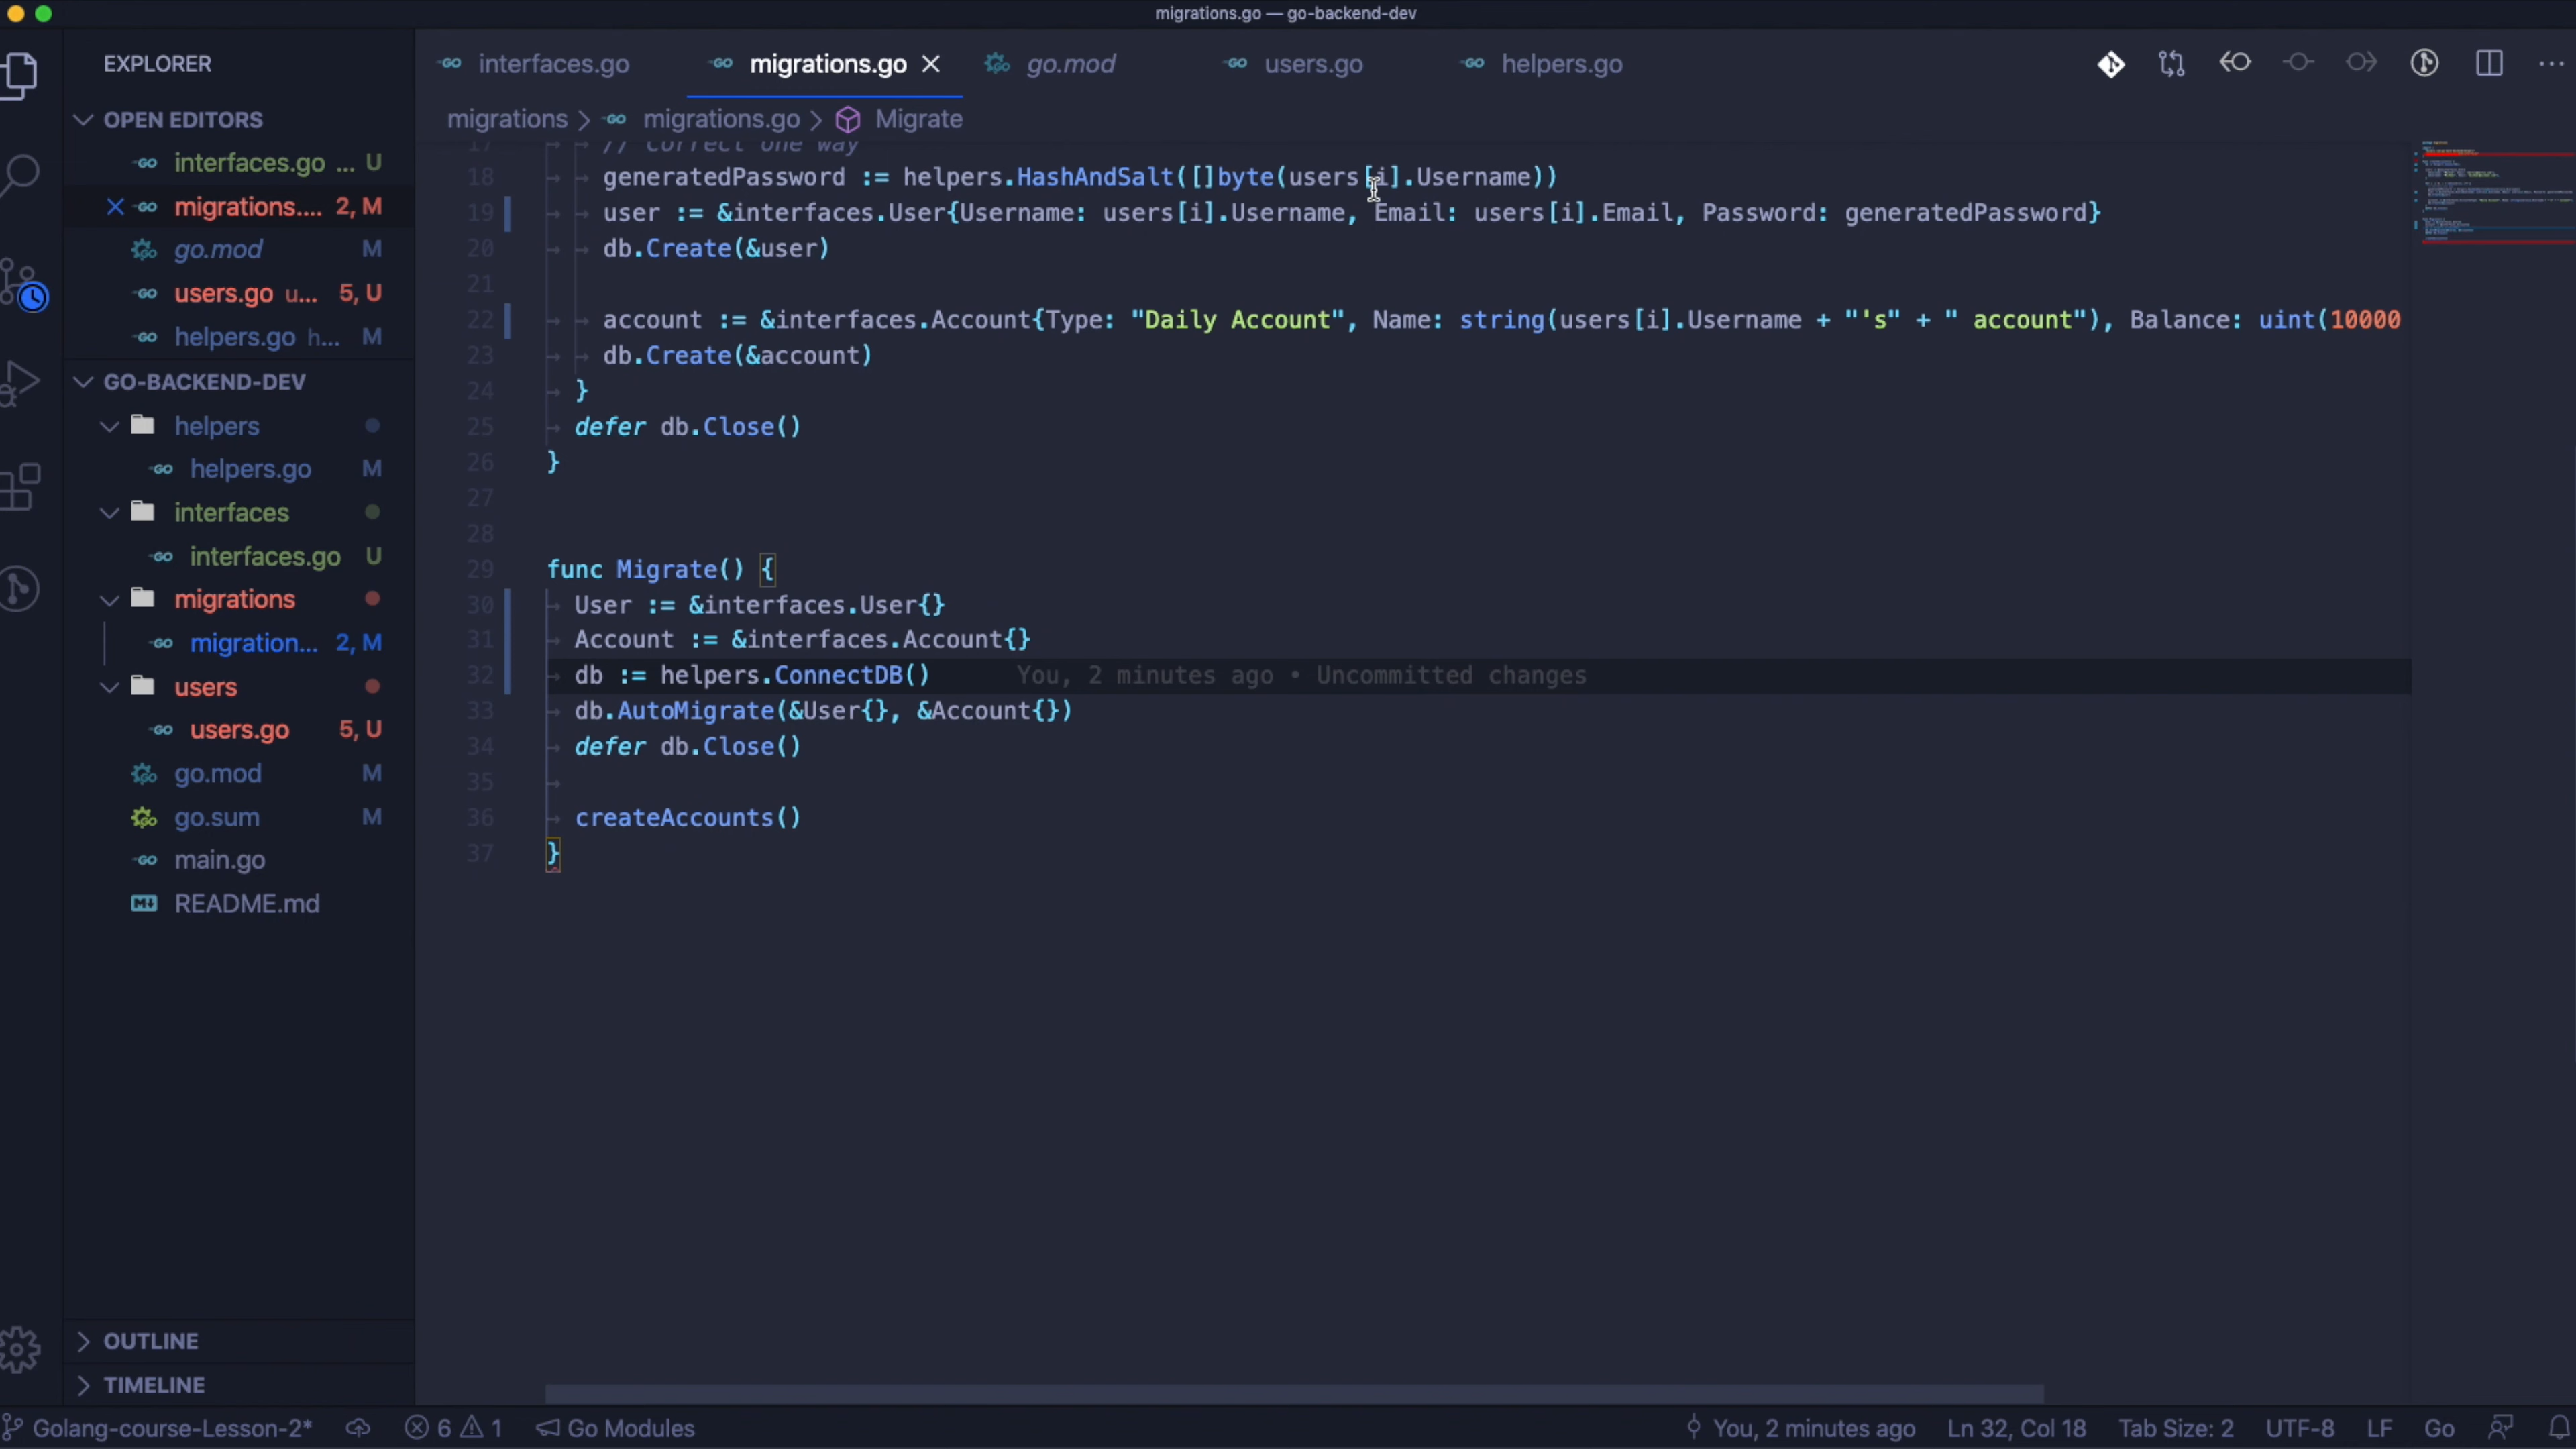 migrations.go — go-backend-dev
EXPLORER
interfaces.go
migrations.go
go.mod
users.go
helpers.go
OPEN EDITORS
interfaces.go ... U
migrations.... 2, M
go.mod M
users.go u... 5, U
helpers.go h... M
GO-BACKEND-DEV
helpers
helpers.go M
interfaces
interfaces.go U
migrations
migration... 2, M
users
users.go 5, U
go.mod M
go.sum M
main.go
README.md
OUTLINE
TIMELINE
migrations > migrations.go > Migrate
17 // correct one way
18 generatedPassword := helpers.HashAndSalt([]byte(users[i].Username))
19 user := &interfaces.User{Username: users[i].Username, Email: users[i].Email, Password: generatedPassword}
20 db.Create(&user)
21
22 account := &interfaces.Account{Type: "Daily Account", Name: string(users[i].Username + "'s" + " account"), Balance: uint(10000
23 db.Create(&account)
24 }
25 defer db.Close()
26 }
27
28
29 func Migrate() {
30 User := &interfaces.User{}
31 Account := &interfaces.Account{}
32 db := helpers.ConnectDB() You, 2 minutes ago • Uncommitted changes
33 db.AutoMigrate(&User{}, &Account{})
34 defer db.Close()
35
36 createAccounts()
37 }
Golang-course-Lesson-2* 6 1 Go Modules You, 2 minutes ago Ln 32, Col 18 Tab Size: 2 UTF-8 LF Go